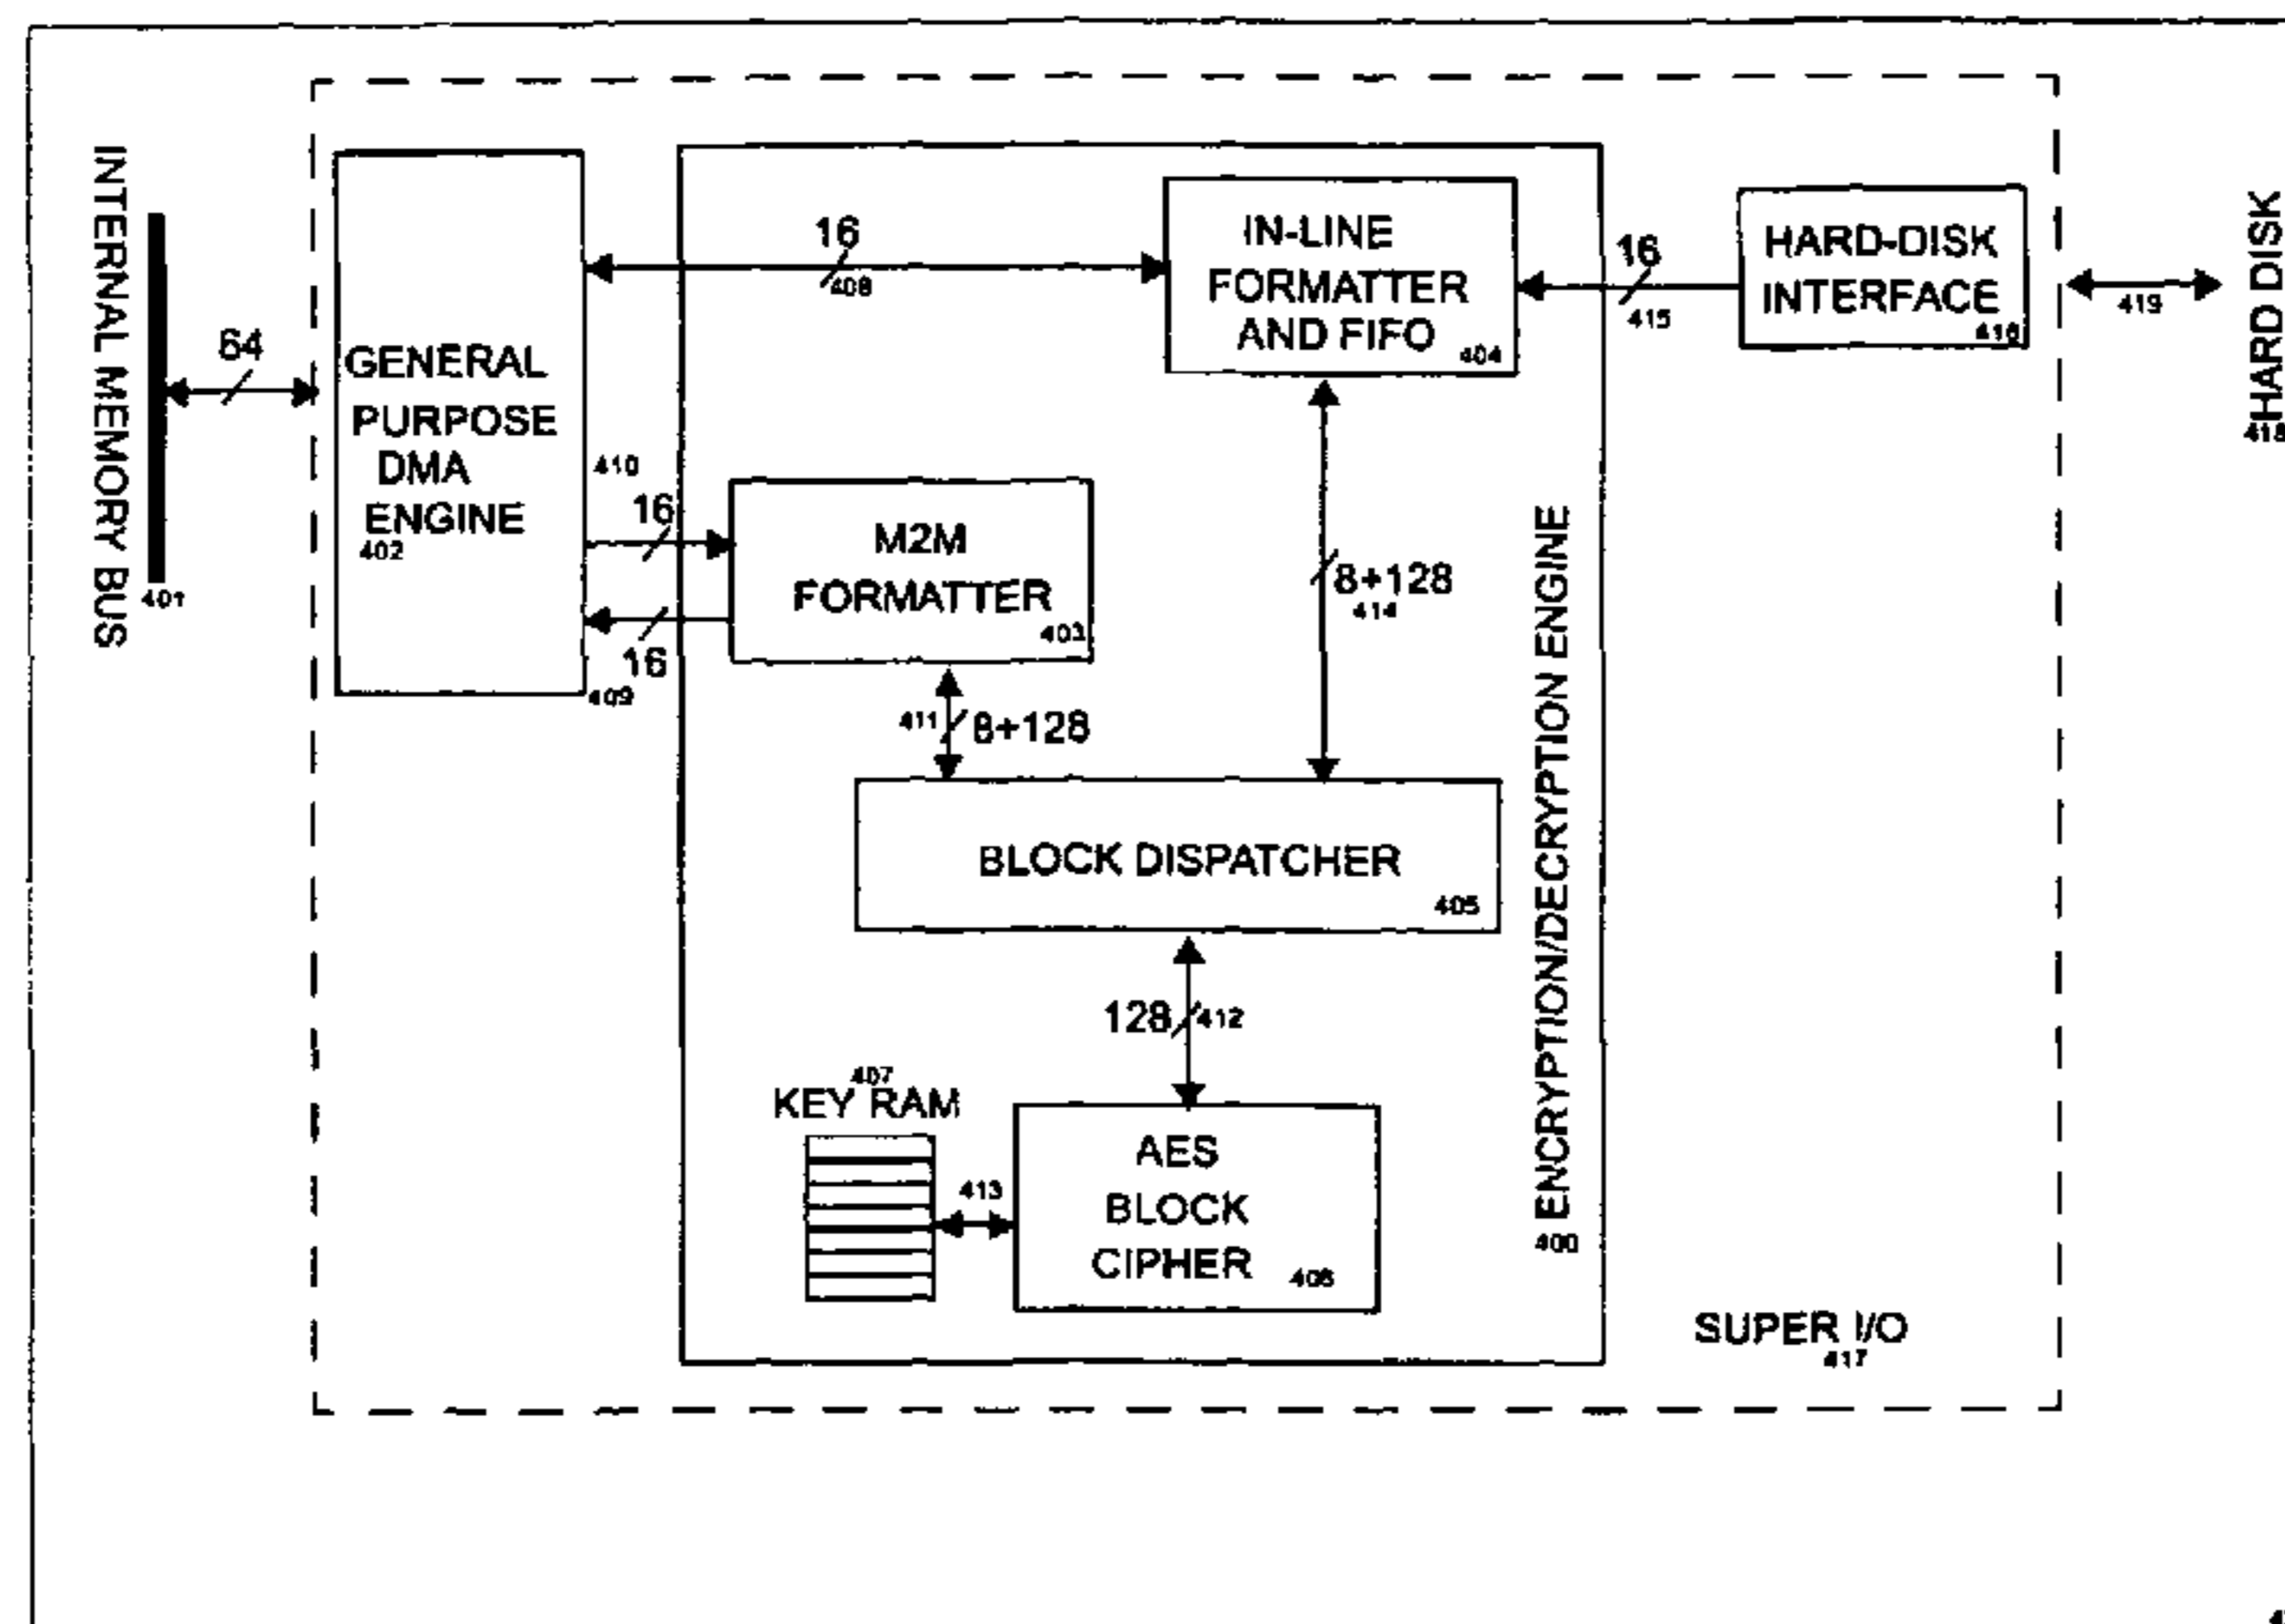 INTERNAL MEMORY BUS
401
64
GENERAL
PURPOSE
DMA
ENGINE
402
16
408
IN-LINE
FORMATTER
AND FIFO
404
16
415
HARD-DISK
INTERFACE
416
419
HARD DISK
418
410
16
M2M
FORMATTER
403
16
409
411
8+128
8+128
414
BLOCK DISPATCHER
405
128
412
407
KEY RAM
413
AES
BLOCK
CIPHER
406
ENCRYPTION/DECRYPTION ENGINE
400
SUPER I/O
417